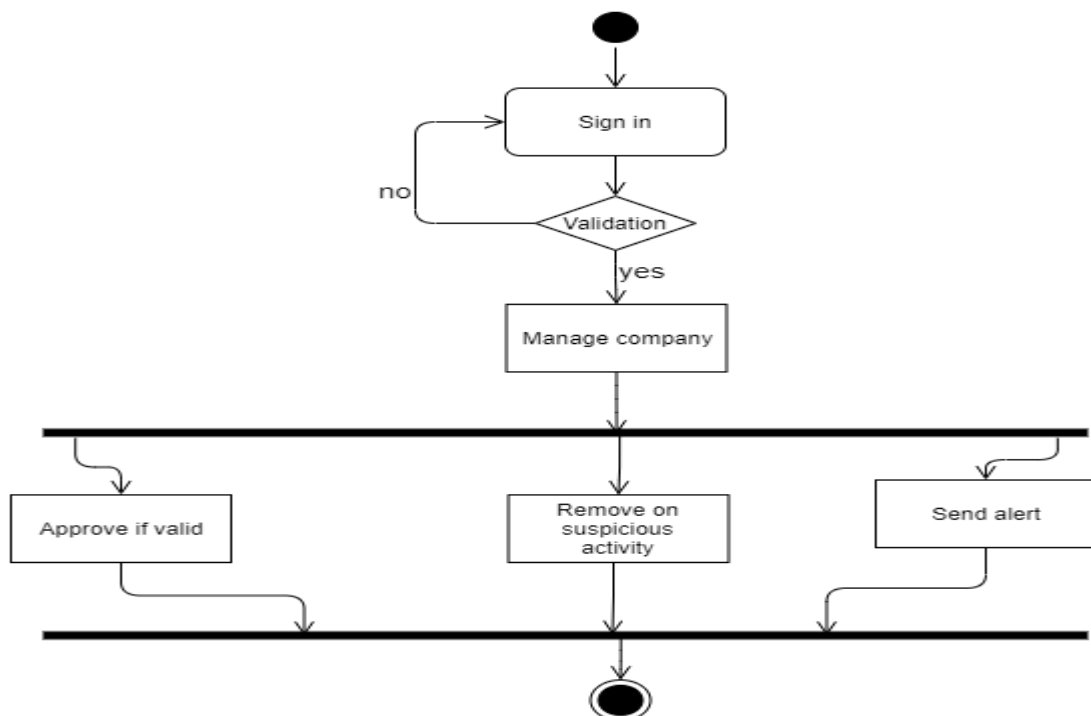 Sign in
no
Validation
yes
Manage company
Approve if valid
Remove on
suspicious
activity
Send alert